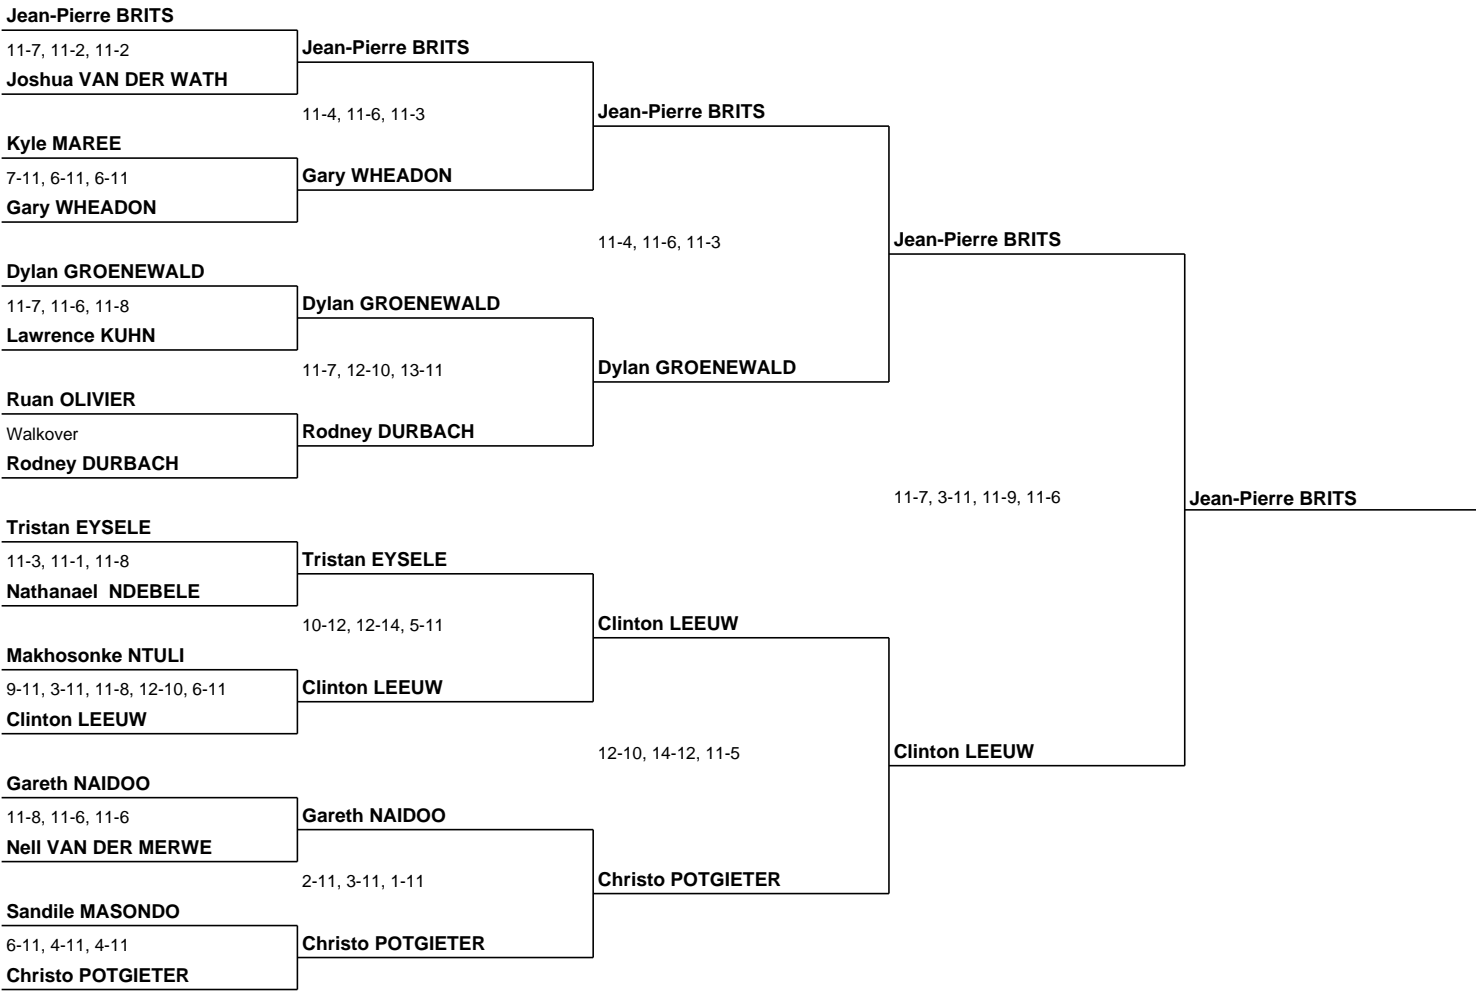 Jean-Pierre BRITS
11-7, 11-2, 11-2
Joshua VAN DER WATH
Kyle MAREE
7-11, 6-11, 6-11
Gary WHEADON
Dylan GROENEWALD
11-7, 11-6, 11-8
Lawrence KUHN
Ruan OLIVIER
Walkover
Rodney DURBACH
Tristan EYSELE
11-3, 11-1, 11-8
Nathanael  NDEBELE
Makhosonke NTULI
9-11, 3-11, 11-8, 12-10, 6-11
Clinton LEEUW
Gareth NAIDOO
11-8, 11-6, 11-6
Nell VAN DER MERWE
Sandile MASONDO
6-11, 4-11, 4-11
Christo POTGIETER
Jean-Pierre BRITS
11-4, 11-6, 11-3
Gary WHEADON
Dylan GROENEWALD
11-7, 12-10, 13-11
Rodney DURBACH
Tristan EYSELE
10-12, 12-14, 5-11
Clinton LEEUW
Gareth NAIDOO
2-11, 3-11, 1-11
Christo POTGIETER
Jean-Pierre BRITS
11-4, 11-6, 11-3
Dylan GROENEWALD
Clinton LEEUW
12-10, 14-12, 11-5
Christo POTGIETER
Jean-Pierre BRITS
11-7, 3-11, 11-9, 11-6
Clinton LEEUW
Jean-Pierre BRITS